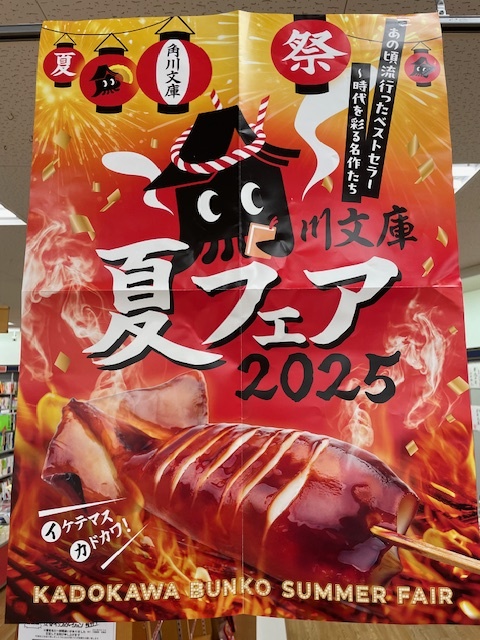 夏
角川文庫
祭
あの頃流行ったベストセラー
～時代を彩る名作たち
川文庫
夏フェア
2025
イケテマス
カドカワ!
KADOKAWA BUNKO SUMMER FAIR